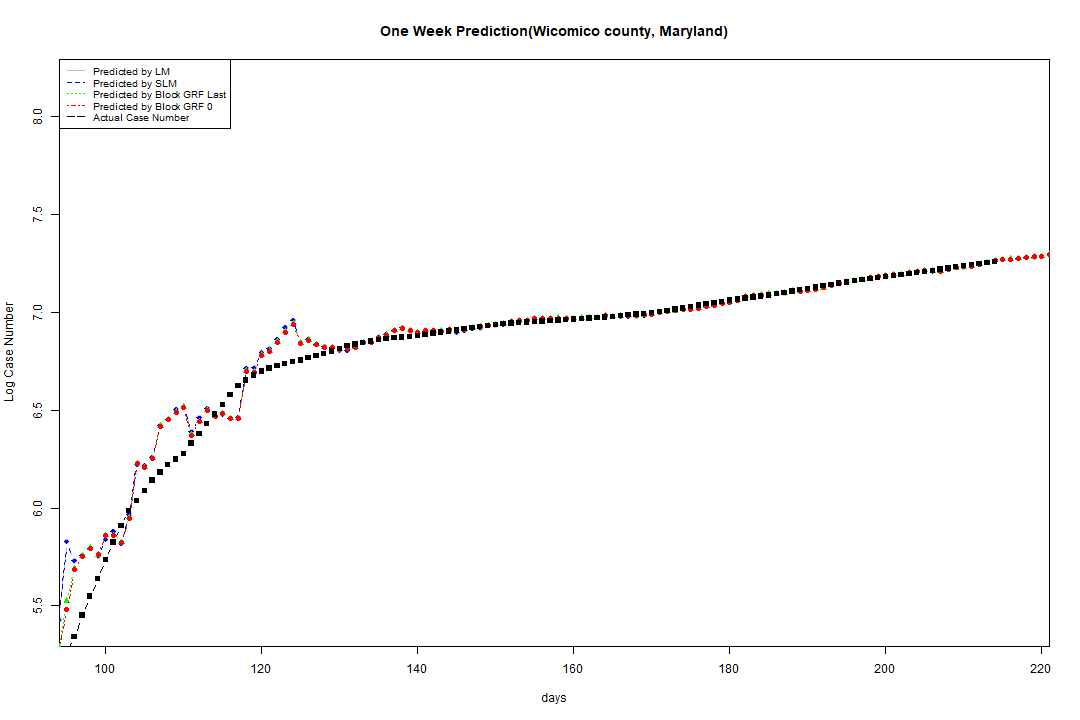 One Week Prediction(Wicomico county, Maryland)
Predicted by LM
Predicted by SLM
Predicted by Block GRF Last
Predicted by Block GRF 0
Actual Case Number
8.0
7.5
7.0
6.5
6.0
5.5
Log Case Number
100 120 140 160 180 200 220
days